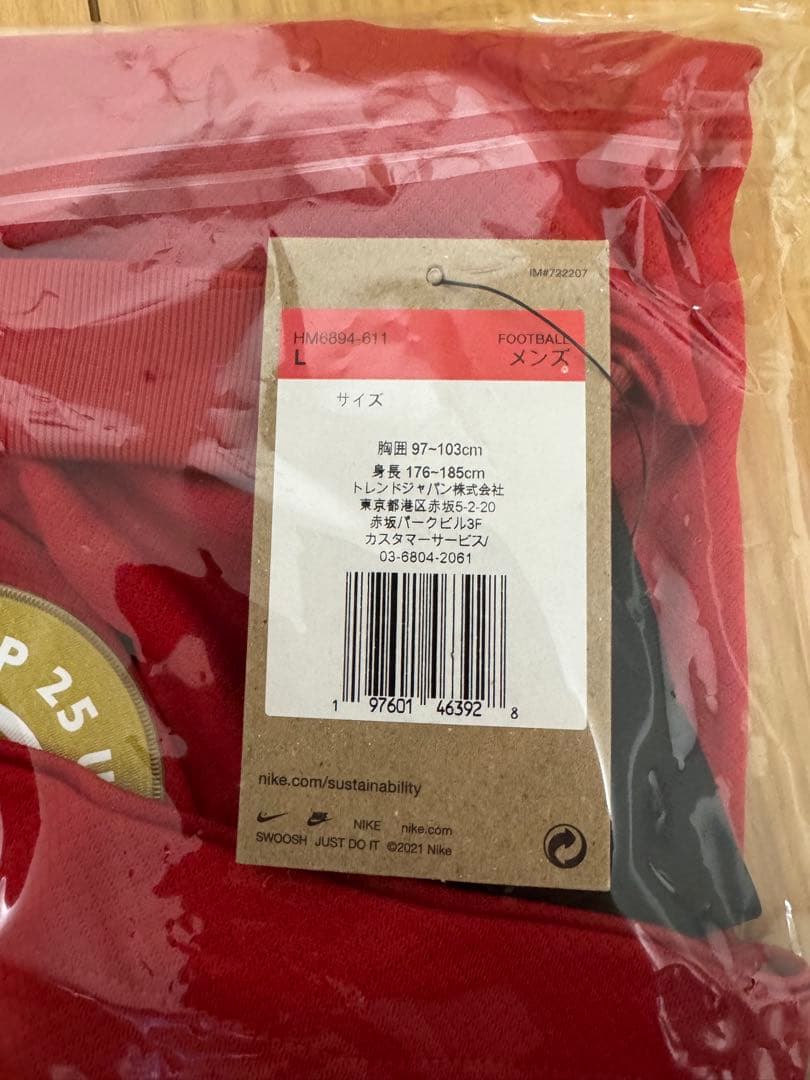 IM#722207
HM6894-611
FOOTBALL
L
メンズ
サイズ
胸囲 97~103cm
身長 176~185cm
トレンドジャパン株式会社
東京都港区赤坂5-2-20
赤坂パークビル3F
カスタマーサービス/
03-6804-2061
1 97601 46392 8
P 25
nike.com/sustainability
NIKE nike.com
SWOOSH JUST DO IT ©2021 Nike